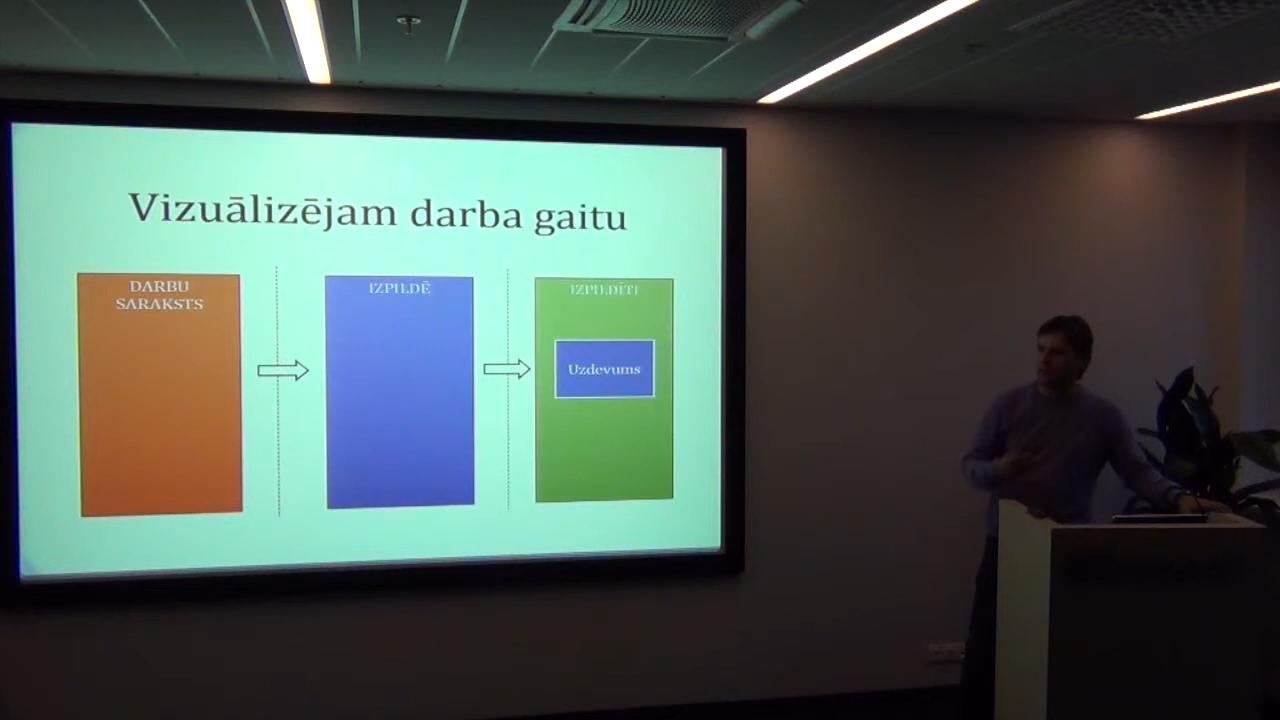 Vizuālizējam darba gaitu
DARBU
SARAKSTS
IZPILDĒ
IZPILDĪTI
Uzdevums